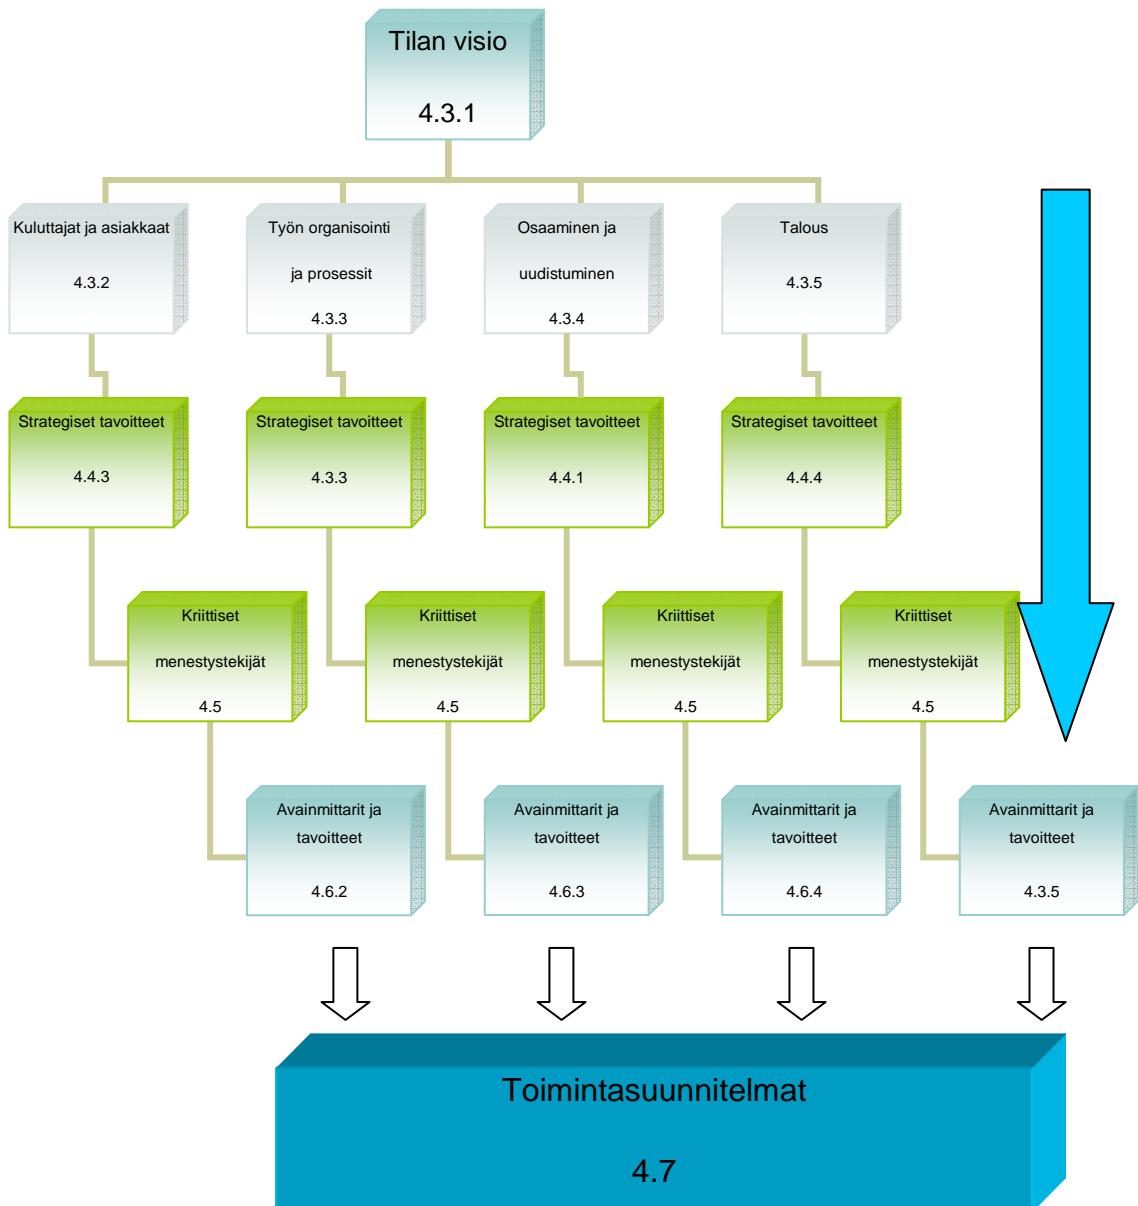 Tilan visio
4.3.1
Kuluttajat ja asiakkaat
4.3.2
Työn organisointi
ja prosessit
4.3.3
Osaaminen ja
uudistuminen
4.3.4
Talous
4.3.5
Strategiset tavoitteet
4.4.3
Strategiset tavoitteet
4.3.3
Strategiset tavoitteet
4.4.1
Strategiset tavoitteet
4.4.4
Kriittiset
menestystekijät
4.5
Kriittiset
menestystekijät
4.5
Kriittiset
menestystekijät
4.5
Kriittiset
menestystekijät
4.5
Avainmittarit ja
tavoitteet
4.6.2
Avainmittarit ja
tavoitteet
4.6.3
Avainmittarit ja
tavoitteet
4.6.4
Avainmittarit ja
tavoitteet
4.3.5
Toimintasuunnitelmat
4.7